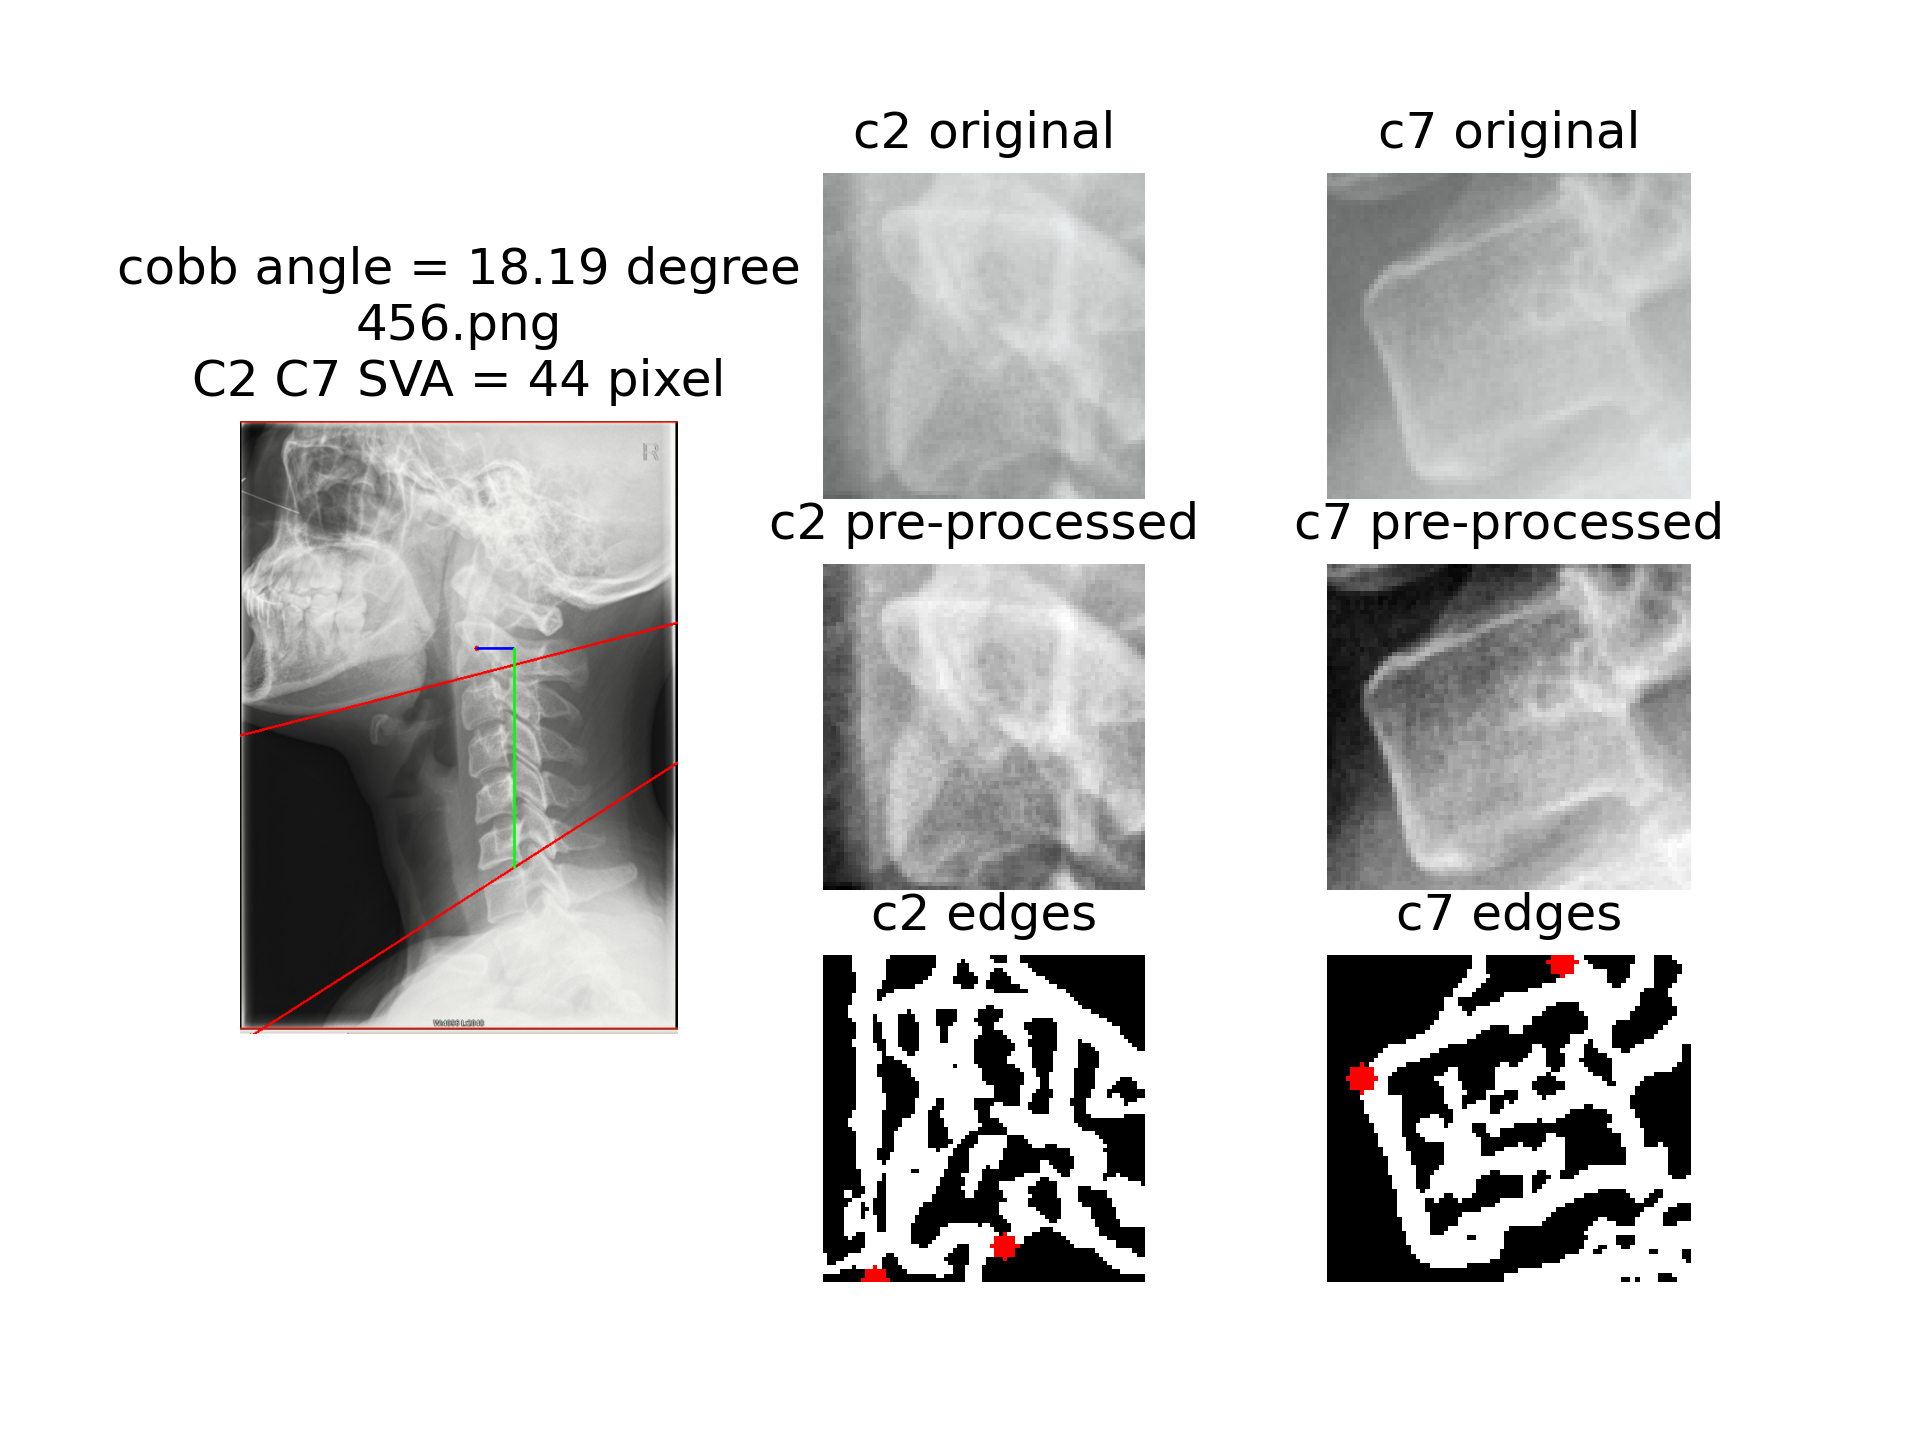 cobb angle = 18.19 degree
456.png
C2 C7 SVA = 44 pixel
R
c2 original
c7 original
c2 pre-processed
c7 pre-processed
c2 edges
c7 edges